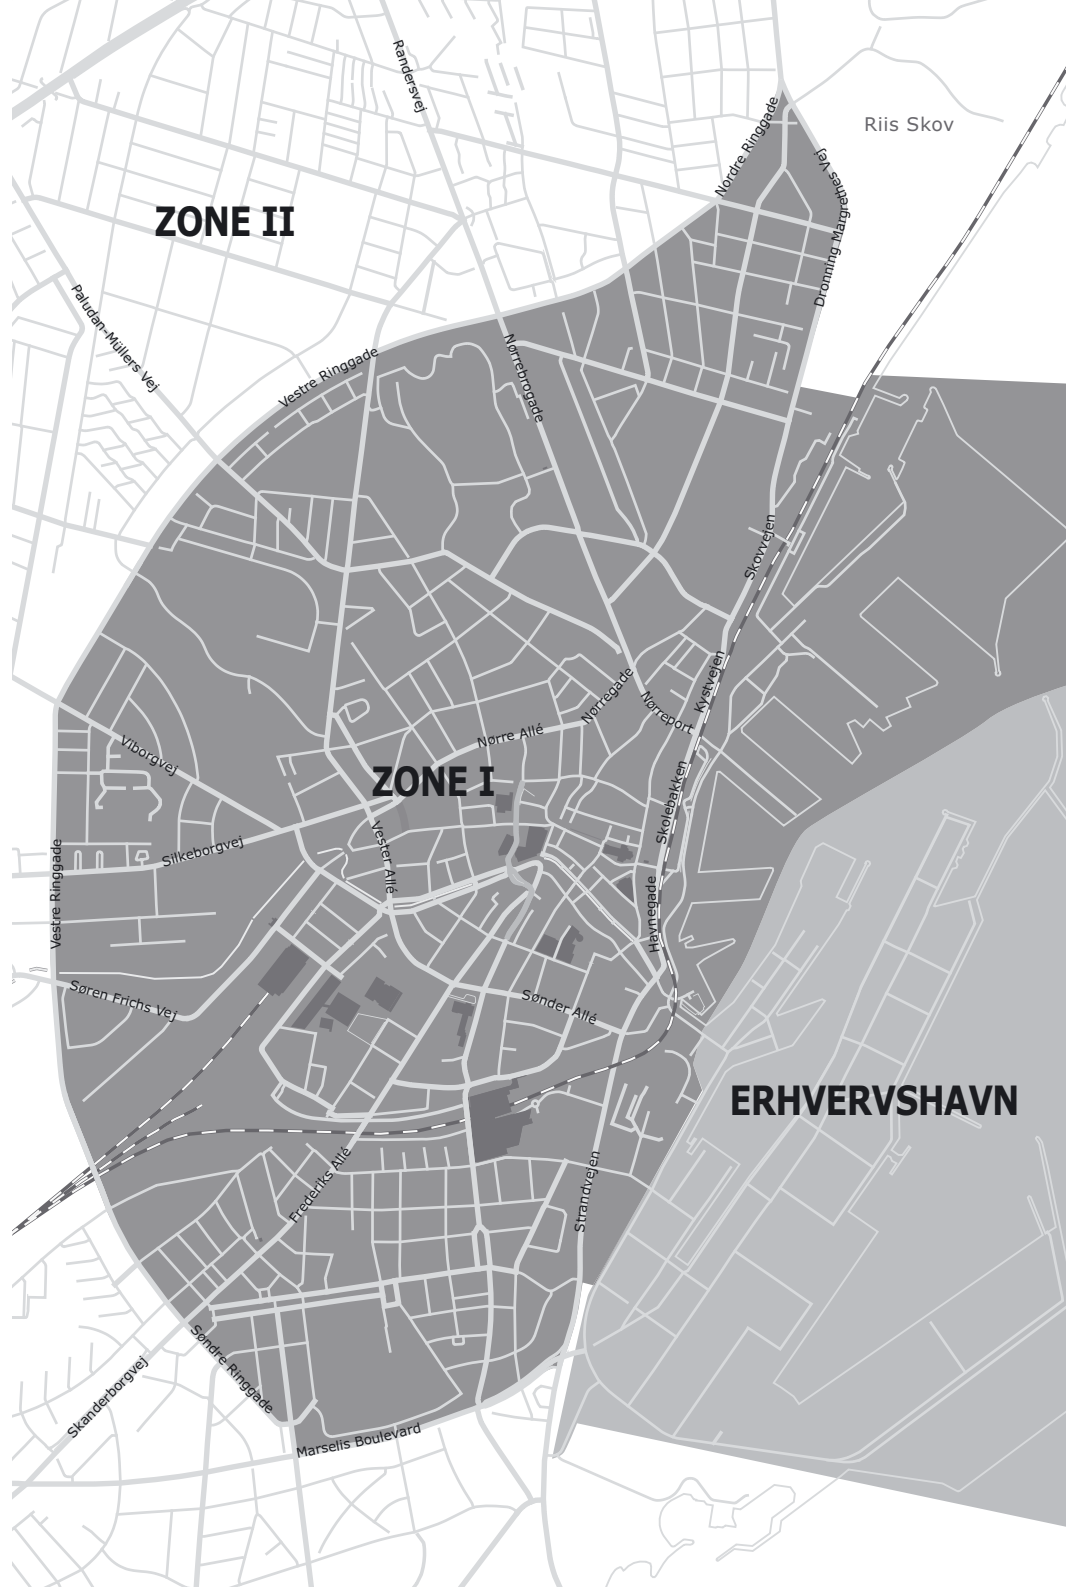 Randersvej
Nordre Ringgade
Riis Skov
Dronning Margrethes Vej
ZONE II
Paludan-Müllers Vej
Vestre Ringgade
Nørrebrogade
Skovvejen
Kystvejen
Nørregade
Nørreport
Nørre Allé
Viborgvej
ZONE I
Skolebakken
Vester Allé
Silkeborgvej
Vestre Ringgade
Havnegade
Søren Frichs Vej
Sønder Allé
ERHVERVSHAVN
Frederiks Allé
Strandvejen
Søndre Ringgade
Skanderborgvej
Marselis Boulevard